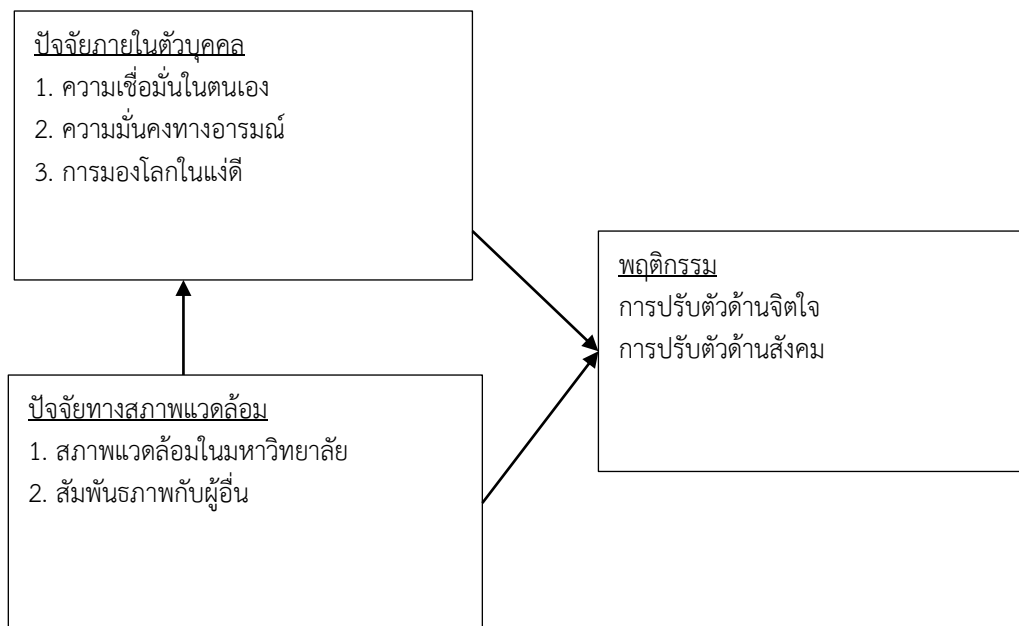 ปัจจัยภายในตัวบุคคล
1. ความเชื่อมั่นในตนเอง
2. ความมั่นคงทางอารมณ์
3. การมองโลกในแง่ดี
พฤติกรรม
การปรับตัวด้านจิตใจ
การปรับตัวด้านสังคม
ปัจจัยทางสภาพแวดล้อม
1. สภาพแวดล้อมในมหาวิทยาลัย
2. สัมพันธภาพกับผู้อื่น